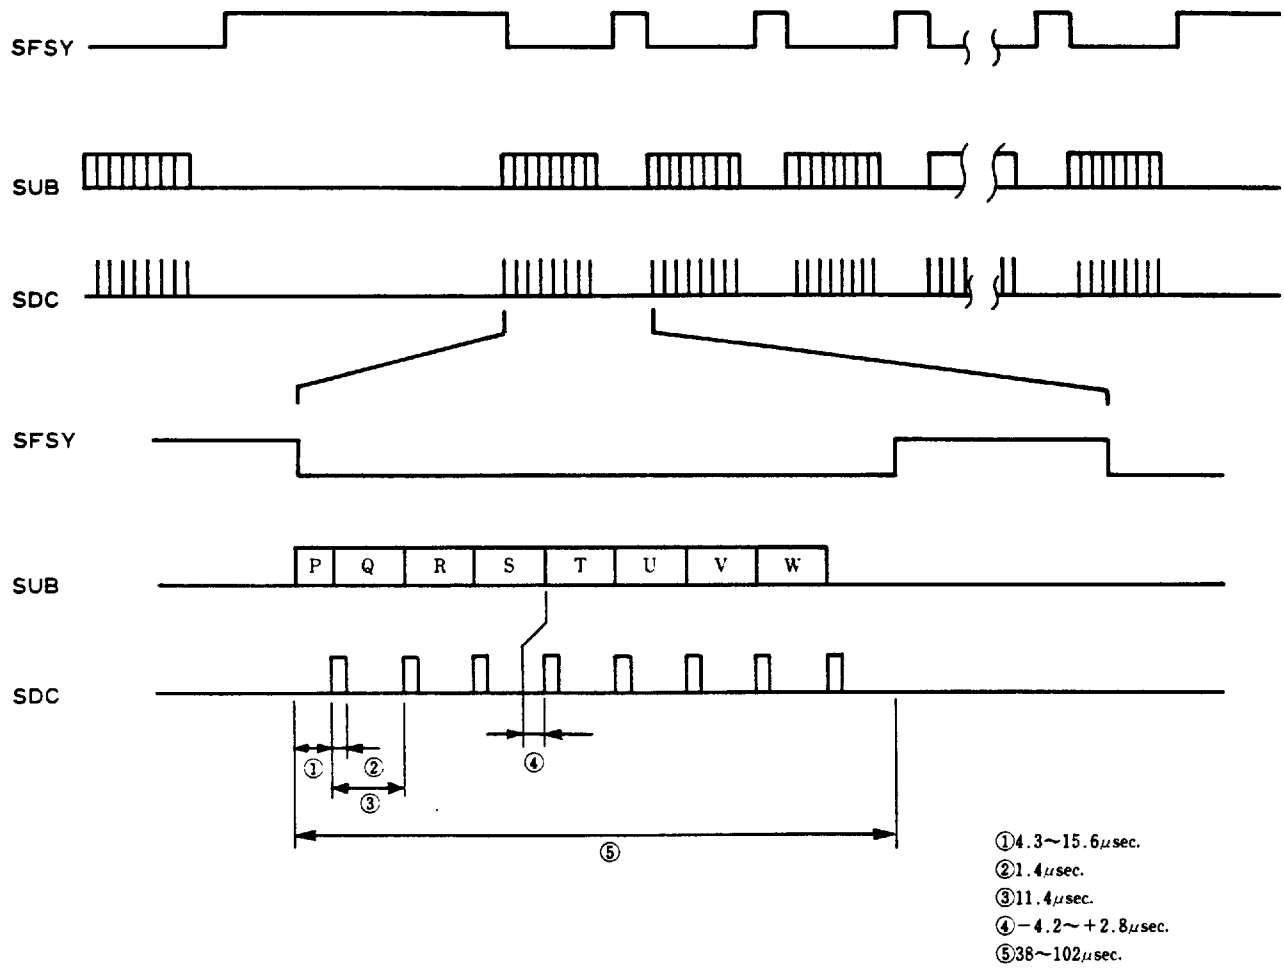 SFSY
SUB
SDC
SFSY
P Q R S T U V W
SUB
SDC
① ② ③ ④
⑤
①4.3~15.6μsec.
②1.4μsec.
③11.4μsec.
④-4.2~+2.8μsec.
⑤38~102μsec.